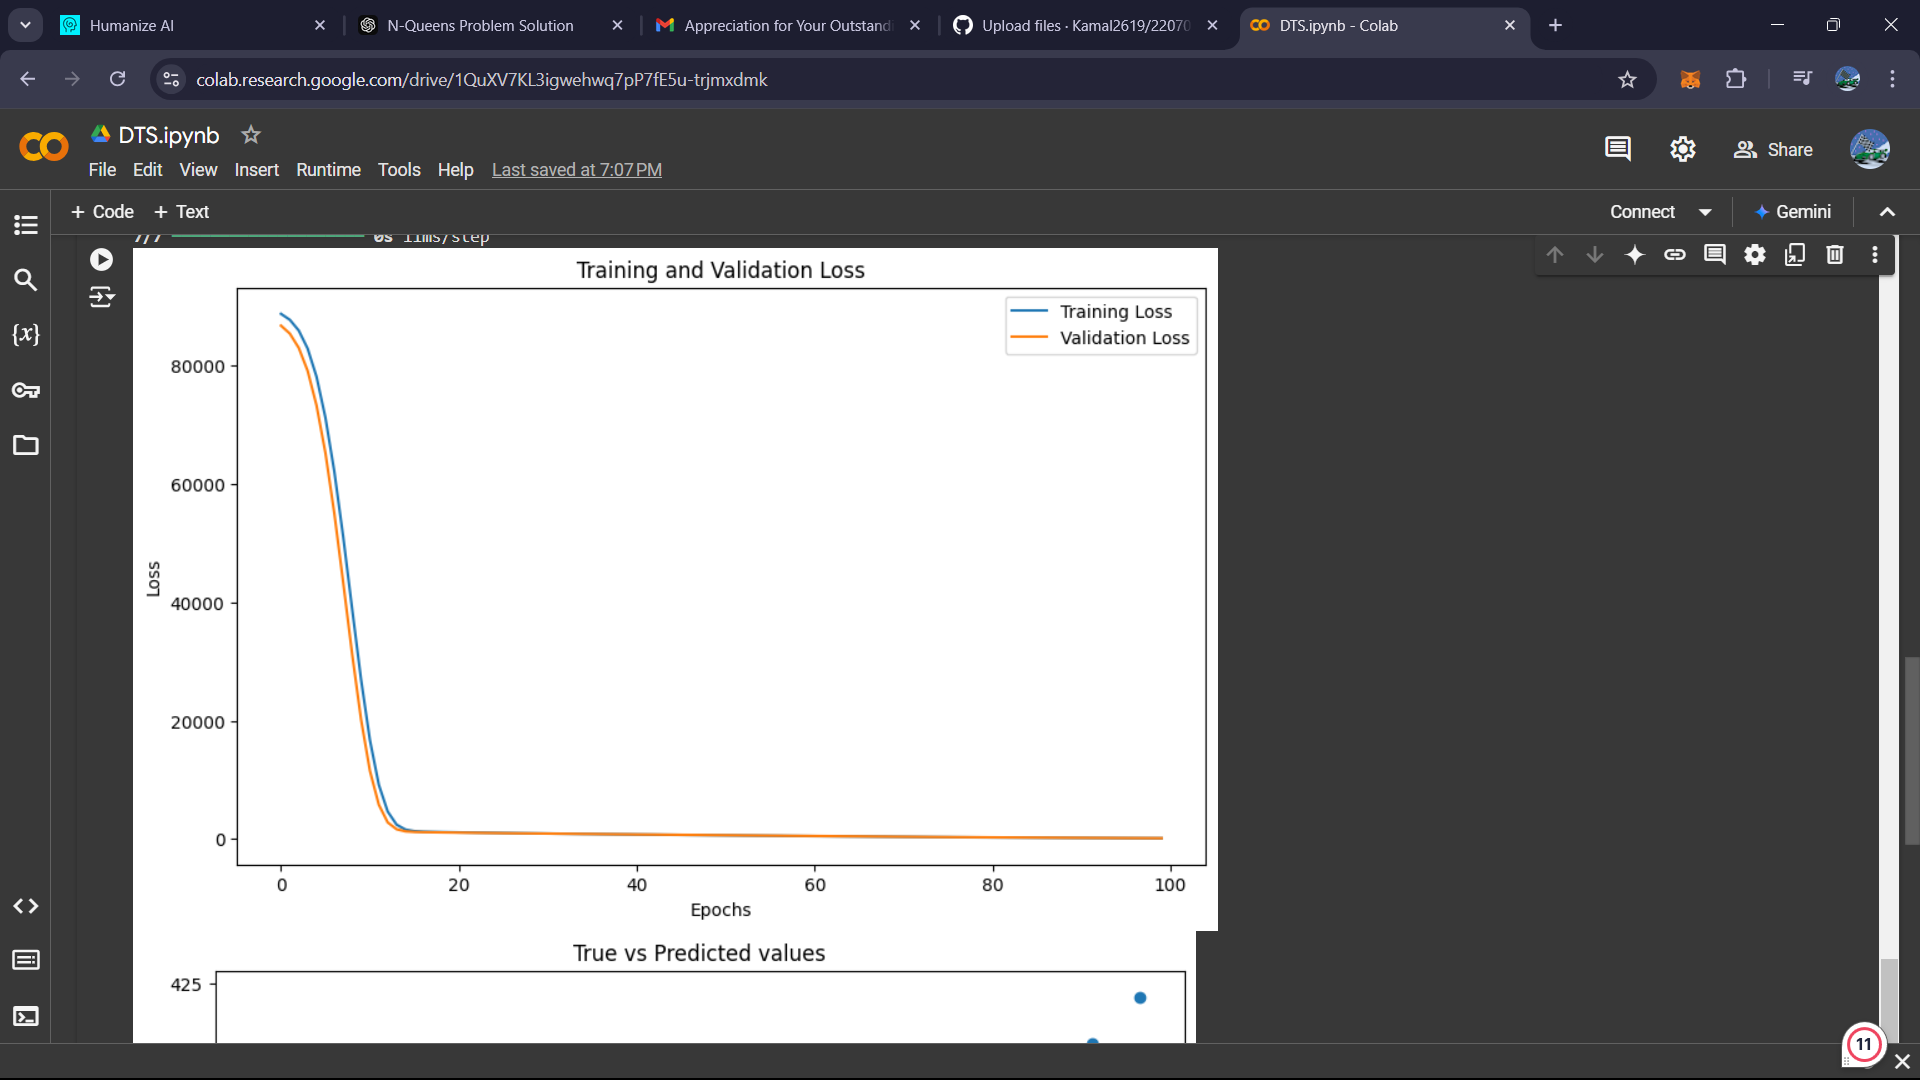 Humanize AI
N-Queens Problem Solution
Appreciation for Your Outstandi
Upload files · Kamal2619/22070
DTS.ipynb - Colab
colab.research.google.com/drive/1QuXV7KL3igwehwq7pP7fE5u-trjmxdmk
DTS.ipynb
File Edit View Insert Runtime Tools Help Last saved at 7:07 PM
Share
+ Code + Text
Connect
Gemini
7/7 0s 11ms/step
Training and Validation Loss
Training Loss
Validation Loss
80000
60000
40000
20000
0
Loss
0 20 40 60 80 100
Epochs
True vs Predicted values
425
11